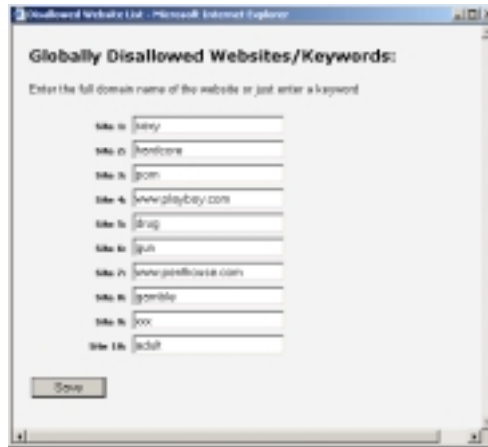 Disallowed Website List - Microsoft Internet Explorer
Globally Disallowed Websites/Keywords:
Enter the full domain name of the website or just enter a keyword
Site 1: sexy
Site 2: hardcore
Site 3: porn
Site 4: www.playboy.com
Site 5: drug
Site 6: gun
Site 7: www.penthouse.com
Site 8: gamble
Site 9: xxx
Site 10: adult
Save